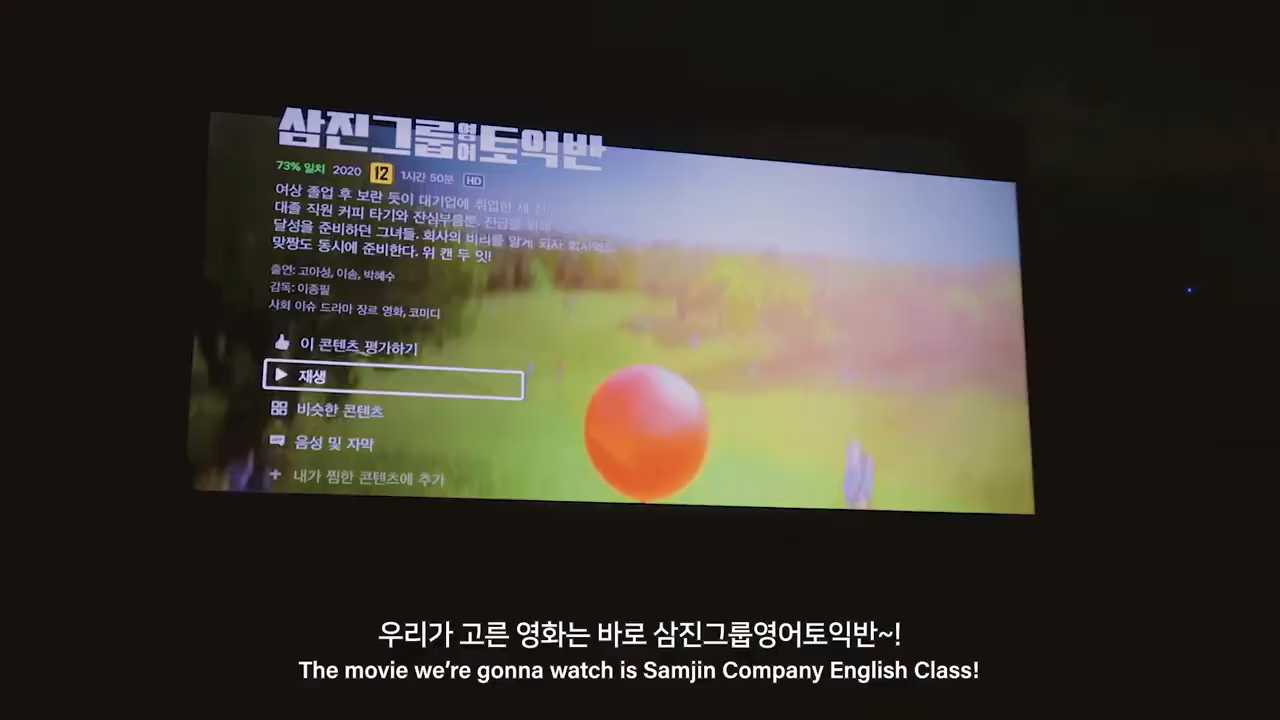 삼진그룹영어토익반
73% 일치 2020 12 1시간 50분 HD
여상 졸업 후 보란 듯이 대기업에 취업한 세
대졸 직원 커피 타기와 잔심부름뿐. 진급을 위해
달성을 준비하던 그녀들. 회사의 비리를 알게 되자 회사와의
맞짱도 동시에 준비한다. 위 캔 두 잇!
출연: 고아성, 이솜, 박혜수
감독: 이종필
사회 이슈 드라마 장르 영화, 코미디
이 콘텐츠 평가하기
재생
비슷한 콘텐츠
음성 및 자막
내가 찜한 콘텐츠에 추가
우리가 고른 영화는 바로 삼진그룹영어토익반~!
The movie we're gonna watch is Samjin Company English Class!